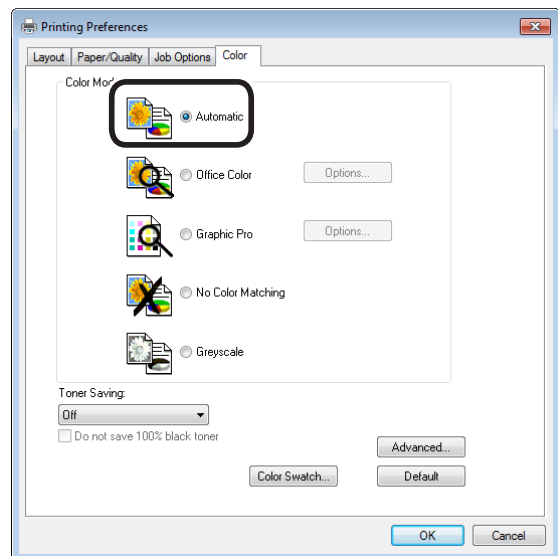 Printing Preferences
Layout Paper/Quality Job Options Color
Color Mod
Automatic
Office Color Options...
Graphic Pro Options...
No Color Matching
Greyscale
Toner Saving:
Off
Do not save 100% black toner
Advanced...
Color Swatch... Default
OK Cancel